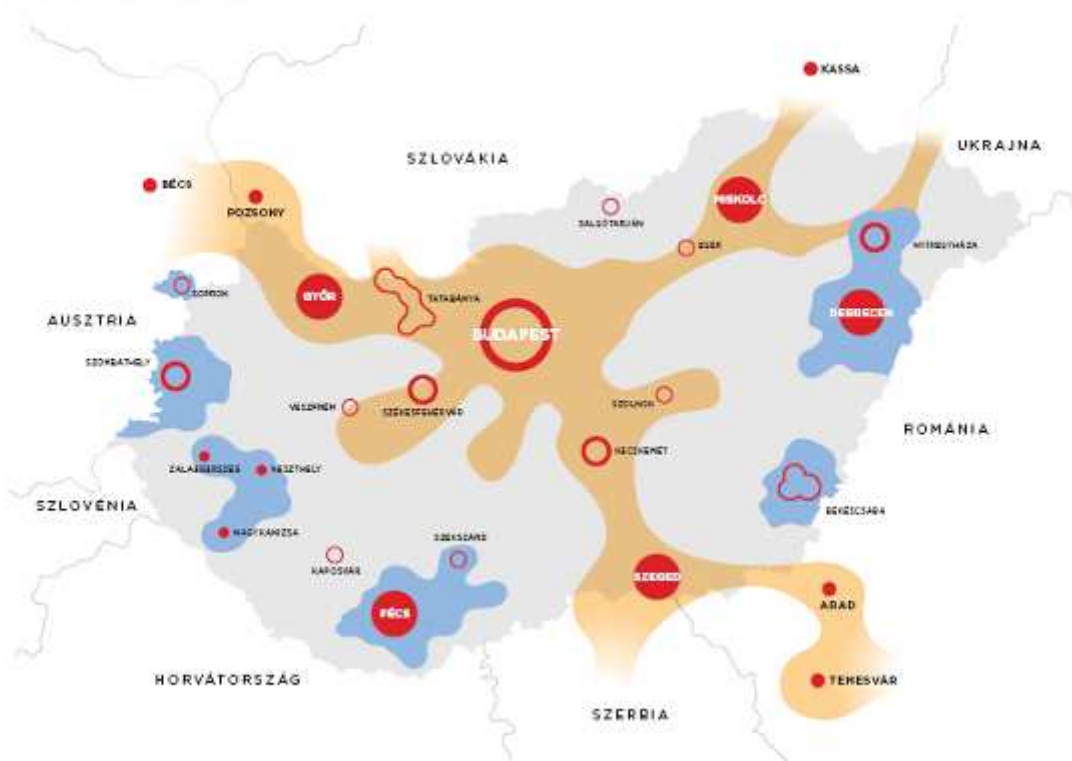 KASSA
UKRAJNA
SZLOVÁKIA
BÉCS
POZSONY
MISKOLC
SALGÓTARJÁN
EGER
NYÍREGYHÁZA
SOPRON
GYŐR
TATABÁNYA
DEBRECEN
AUSZTRIA
BUDAPEST
SZOMBATHELY
VESZPRÉM
SZÉKESFEHÉRVÁR
SZOLNOK
ROMÁNIA
KECSKEMÉT
ZALAEGERSZEG
KESZTHELY
SZLOVÉNIA
BÉKÉSCSABA
NAGYKANIZSA
SZEKSZÁRD
KAPOSVÁR
SZEGED
PÉCS
ARAD
HORVÁTORSZÁG
TEMESVÁR
SZERBIA